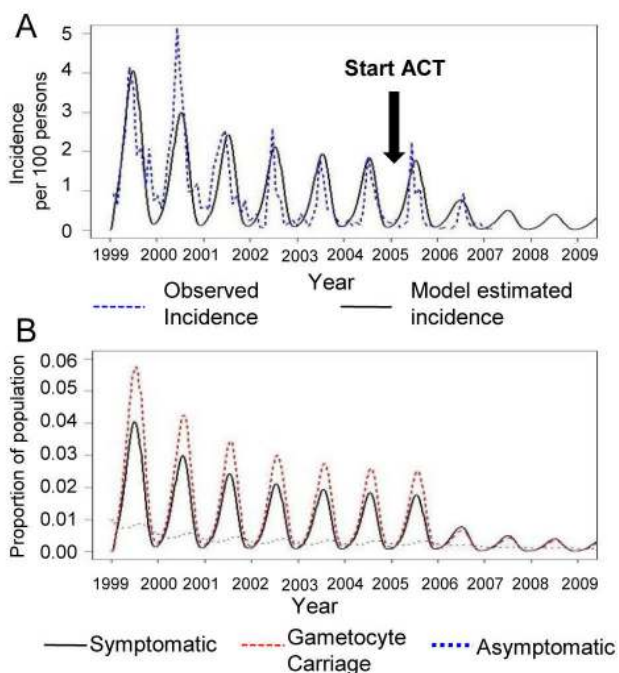 A
Incidence
per 100 persons
5
4
3
2
1
0
Start ACT
1999 2000 2001 2002 2003 2004 2005 2006 2007 2008 2009
Year
Observed
Incidence
Model estimated
incidence
B
Proportion of population
0.06
0.05
0.04
0.03
0.02
0.01
0.00
1999 2000 2001 2002 2003 2004 2005 2006 2007 2008 2009
Year
Symptomatic
Gametocyte
Carriage
Asymptomatic